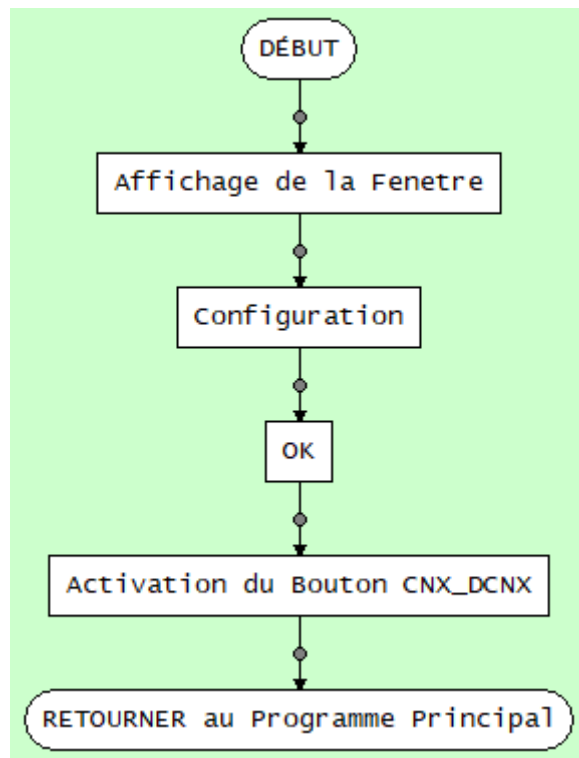 DÉBUT
Affichage de la Fenetre
Configuration
OK
Activation du Bouton CNX_DCNX
RETOURNER au Programme Principal